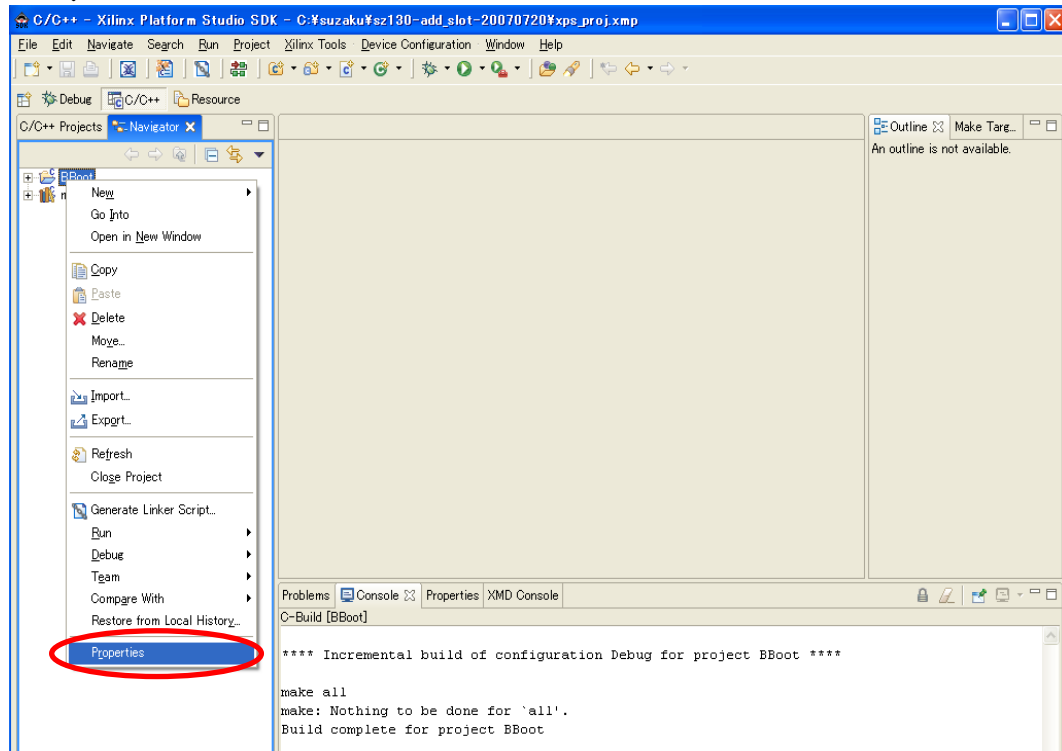 C/C++ - Xilinx Platform Studio SDK - C:¥suzaku¥sz130-add_slot-20070720¥xps_proj.xmp
File Edit Navigate Search Run Project Xilinx Tools Device Configuration Window Help
Debug C/C++ Resource
C/C++ Projects Navigator Outline Make Targ...
An outline is not available.
BBoot
New
Go Into
Open in New Window
Copy
Paste
Delete
Move...
Rename
Import...
Export...
Refresh
Close Project
Generate Linker Script...
Run
Debug
Team
Compare With
Restore from Local History...
Properties
Problems Console Properties XMD Console
C-Build [BBoot]
**** Incremental build of configuration Debug for project BBoot ****
make all
make: Nothing to be done for `all'.
Build complete for project BBoot